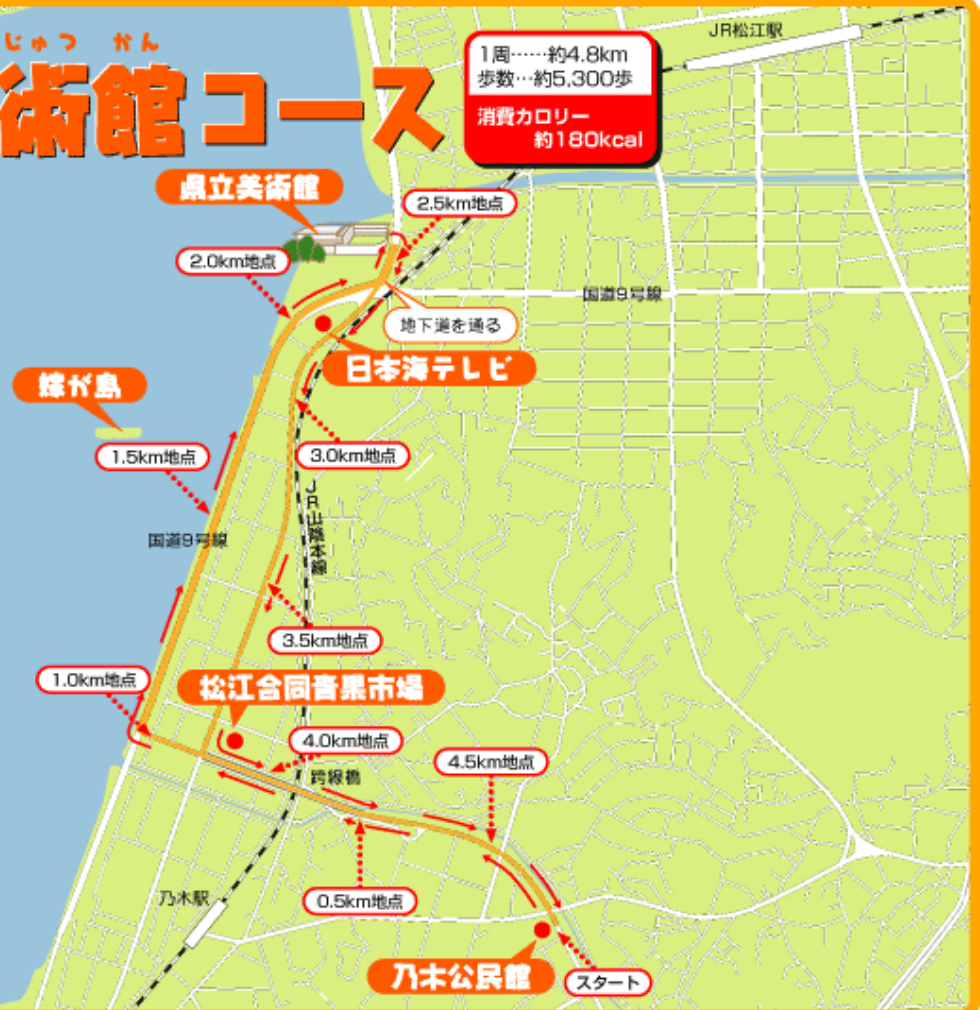 じゅつ かん
術館コース
JR松江駅
1周……約4.8km
歩数…約5,300歩
消費カロリー
約180kcal
県立美術館
2.5km地点
2.0km地点
国道9号線
地下道を通る
日本海テレビ
嫁が島
1.5km地点
3.0km地点
JR山陰本線
国道9号線
3.5km地点
1.0km地点
松江合同青果市場
4.0km地点
4.5km地点
跨線橋
0.5km地点
乃木駅
乃木公民館
スタート